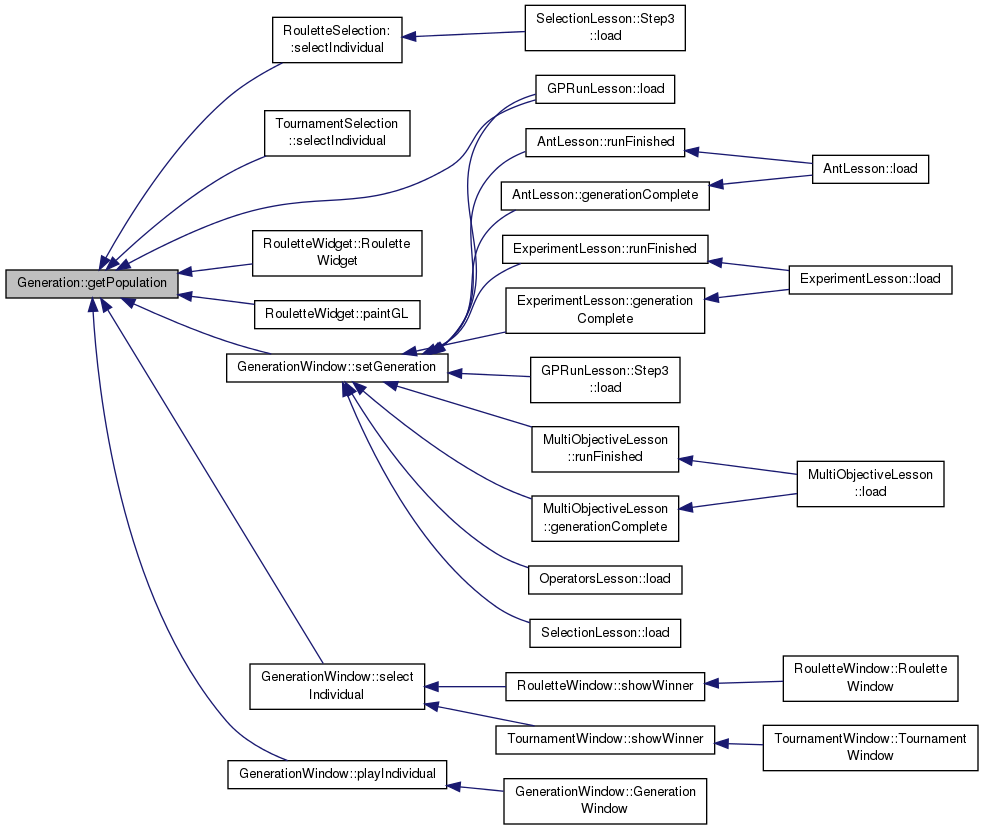 RouletteSelection:
:selectIndividual
SelectionLesson::Step3
::load
GPRunLesson::load
TournamentSelection
::selectIndividual
AntLesson::runFinished
AntLesson::load
AntLesson::generationComplete
RouletteWidget::Roulette
Widget
ExperimentLesson::runFinished
ExperimentLesson::load
Generation::getPopulation
ExperimentLesson::generation
Complete
RouletteWidget::paintGL
GenerationWindow::setGeneration
GPRunLesson::Step3
::load
MultiObjectiveLesson
::runFinished
MultiObjectiveLesson
::load
MultiObjectiveLesson
::generationComplete
OperatorsLesson::load
SelectionLesson::load
GenerationWindow::select
Individual
RouletteWindow::showWinner
RouletteWindow::Roulette
Window
TournamentWindow::showWinner
TournamentWindow::Tournament
Window
GenerationWindow::playIndividual
GenerationWindow::Generation
Window